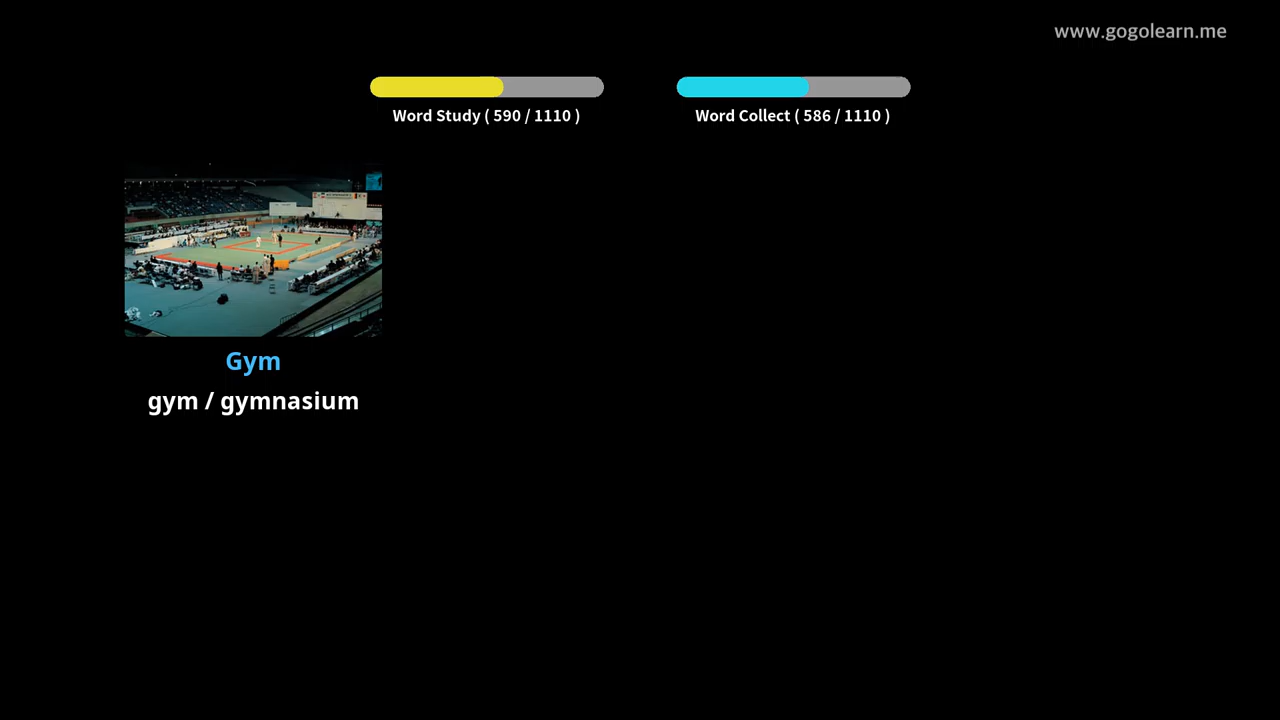 www.gogolearn.me
Word Study ( 590 / 1110 )
Word Collect ( 586 / 1110 )
Gym
gym / gymnasium